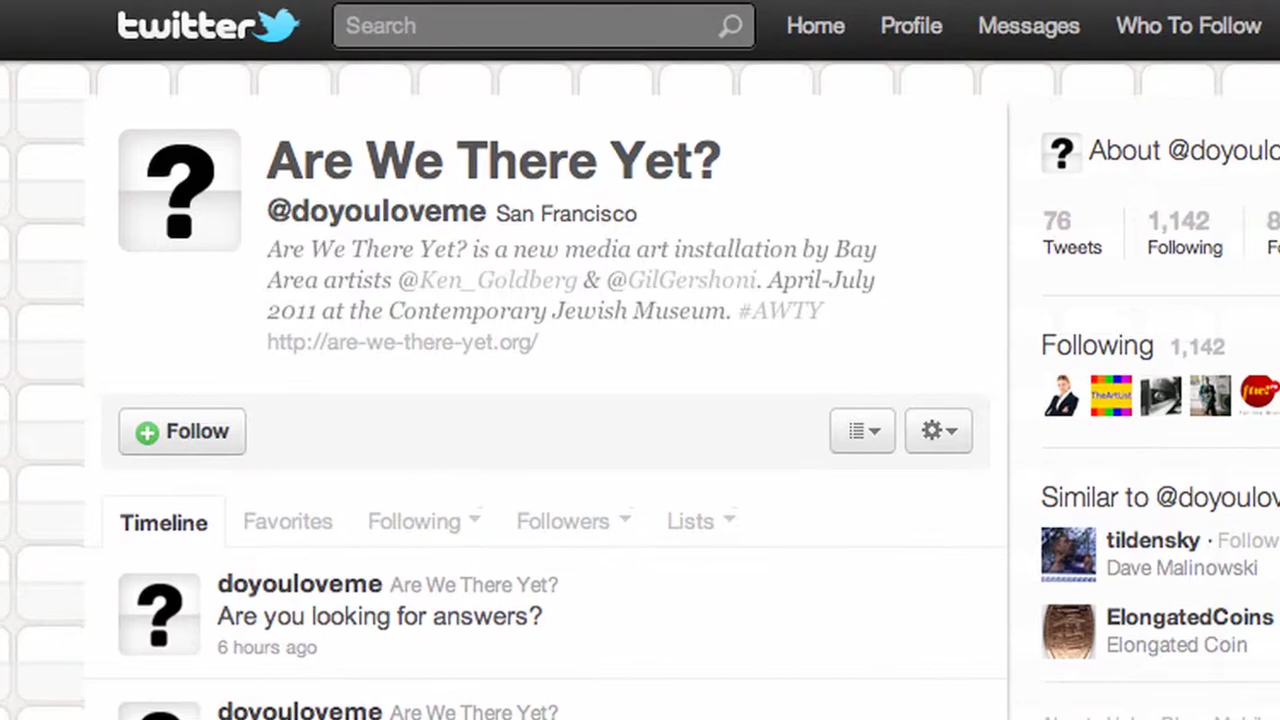 twitter
Search
Home Profile Messages Who To Follow
Are We There Yet?
@doyouloveme San Francisco
Are We There Yet? is a new media art installation by Bay
Area artists @Ken_Goldberg & @GilGershoni. April-July
2011 at the Contemporary Jewish Museum. #AWTY
http://are-we-there-yet.org/
Follow
Timeline Favorites Following Followers Lists
doyouloveme Are We There Yet?
Are you looking for answers?
6 hours ago
doyouloveme Are We There Yet?
About @doyoulo
76 1,142 8
Tweets Following Fo
Following 1,142
TheArtList
Similar to @doyoulov
tildensky · Follow
Dave Malinowski
ElongatedCoins
Elongated Coin